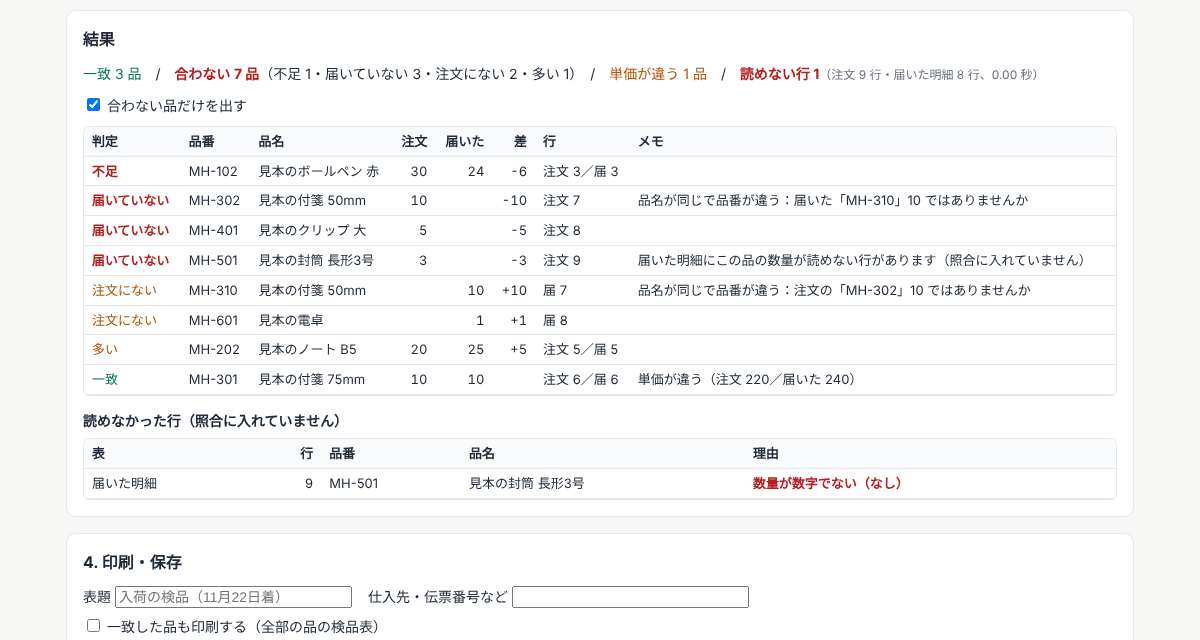 結果
一致 3 品 / 合わない 7 品（不足 1・届いていない 3・注文にない 2・多い 1） / 単価が違う 1 品 / 読めない行 1（注文 9 行・届いた明細 8 行、0.00 秒）
合わない品だけを出す
判定 品番 品名 注文 届いた 差 行 メモ
不足 MH-102 見本のボールペン 赤 30 24 -6 注文 3／届 3
届いていない MH-302 見本の付箋 50mm 10 -10 注文 7 品名が同じで品番が違う：届いた「MH-310」10 ではありませんか
届いていない MH-401 見本のクリップ 大 5 -5 注文 8
届いていない MH-501 見本の封筒 長形3号 3 -3 注文 9 届いた明細にこの品の数量が読めない行があります（照合に入れていません）
注文にない MH-310 見本の付箋 50mm 10 +10 届 7 品名が同じで品番が違う：注文の「MH-302」10 ではありませんか
注文にない MH-601 見本の電卓 1 +1 届 8
多い MH-202 見本のノート B5 20 25 +5 注文 5／届 5
一致 MH-301 見本の付箋 75mm 10 10 注文 6／届 6 単価が違う（注文 220／届いた 240）
読めなかった行（照合に入れていません）
表 行 品番 品名 理由
届いた明細 9 MH-501 見本の封筒 長形3号 数量が数字でない（なし）
4. 印刷・保存
表題 入荷の検品（11月22日着） 仕入先・伝票番号など
一致した品も印刷する（全部の品の検品表）